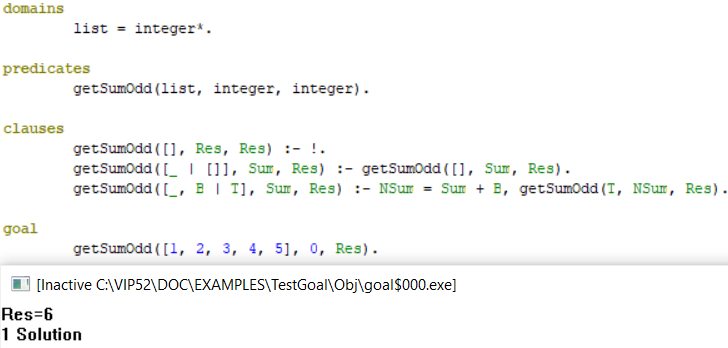 domains
list = integer*.
predicates
getSumOdd(list, integer, integer).
clauses
getSumOdd([], Res, Res) :- !.
getSumOdd([_ | []], Sum, Res) :- getSumOdd([], Sum, Res).
getSumOdd([_, B | T], Sum, Res) :- NSum = Sum + B, getSumOdd(T, NSum, Res).
goal
getSumOdd([1, 2, 3, 4, 5], 0, Res).
[Inactive C:\VIP52\DOC\EXAMPLES\TestGoal\Obj\goal$000.exe]
Res=6
1 Solution